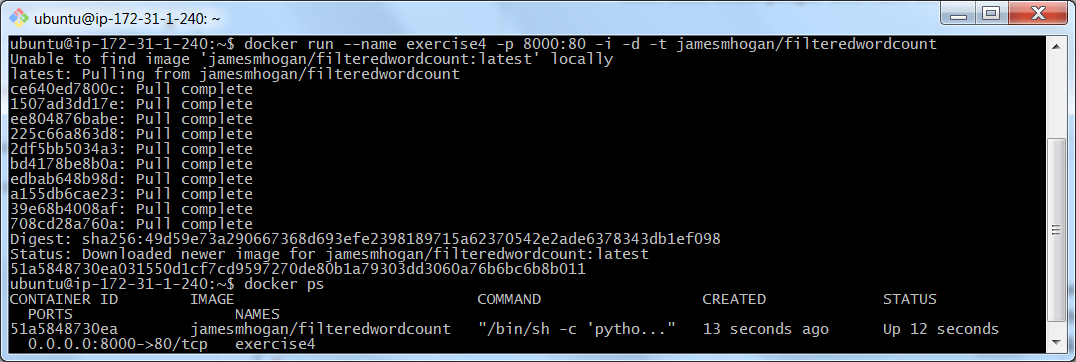 ubuntu@ip-172-31-1-240: ~
ubuntu@ip-172-31-1-240:~$ docker run --name exercise4 -p 8000:80 -i -d -t jamesmhogan/filteredwordcount
Unable to find image 'jamesmhogan/filteredwordcount:latest' locally
latest: Pulling from jamesmhogan/filteredwordcount
ce640ed7800c: Pull complete
1507ad3dd17e: Pull complete
ee804876babe: Pull complete
225c66a863d8: Pull complete
2df5bb5034a3: Pull complete
bd4178be8b0a: Pull complete
edbab648b98d: Pull complete
a155db6cae23: Pull complete
39e68b4008af: Pull complete
708cd28a760a: Pull complete
Digest: sha256:49d59e73a290667368d693efe2398189715a62370542e2ade6378343db1ef098
Status: Downloaded newer image for jamesmhogan/filteredwordcount:latest
51a5848730ea031550d1cf7cd9597270de80b1a79303dd3060a76b6bc6b8b011
ubuntu@ip-172-31-1-240:~$ docker ps
CONTAINER ID        IMAGE                           COMMAND                  CREATED             STATUS
  PORTS                  NAMES
51a5848730ea        jamesmhogan/filteredwordcount   "/bin/sh -c 'pytho..."   13 seconds ago      Up 12 seconds
  0.0.0.0:8000->80/tcp   exercise4